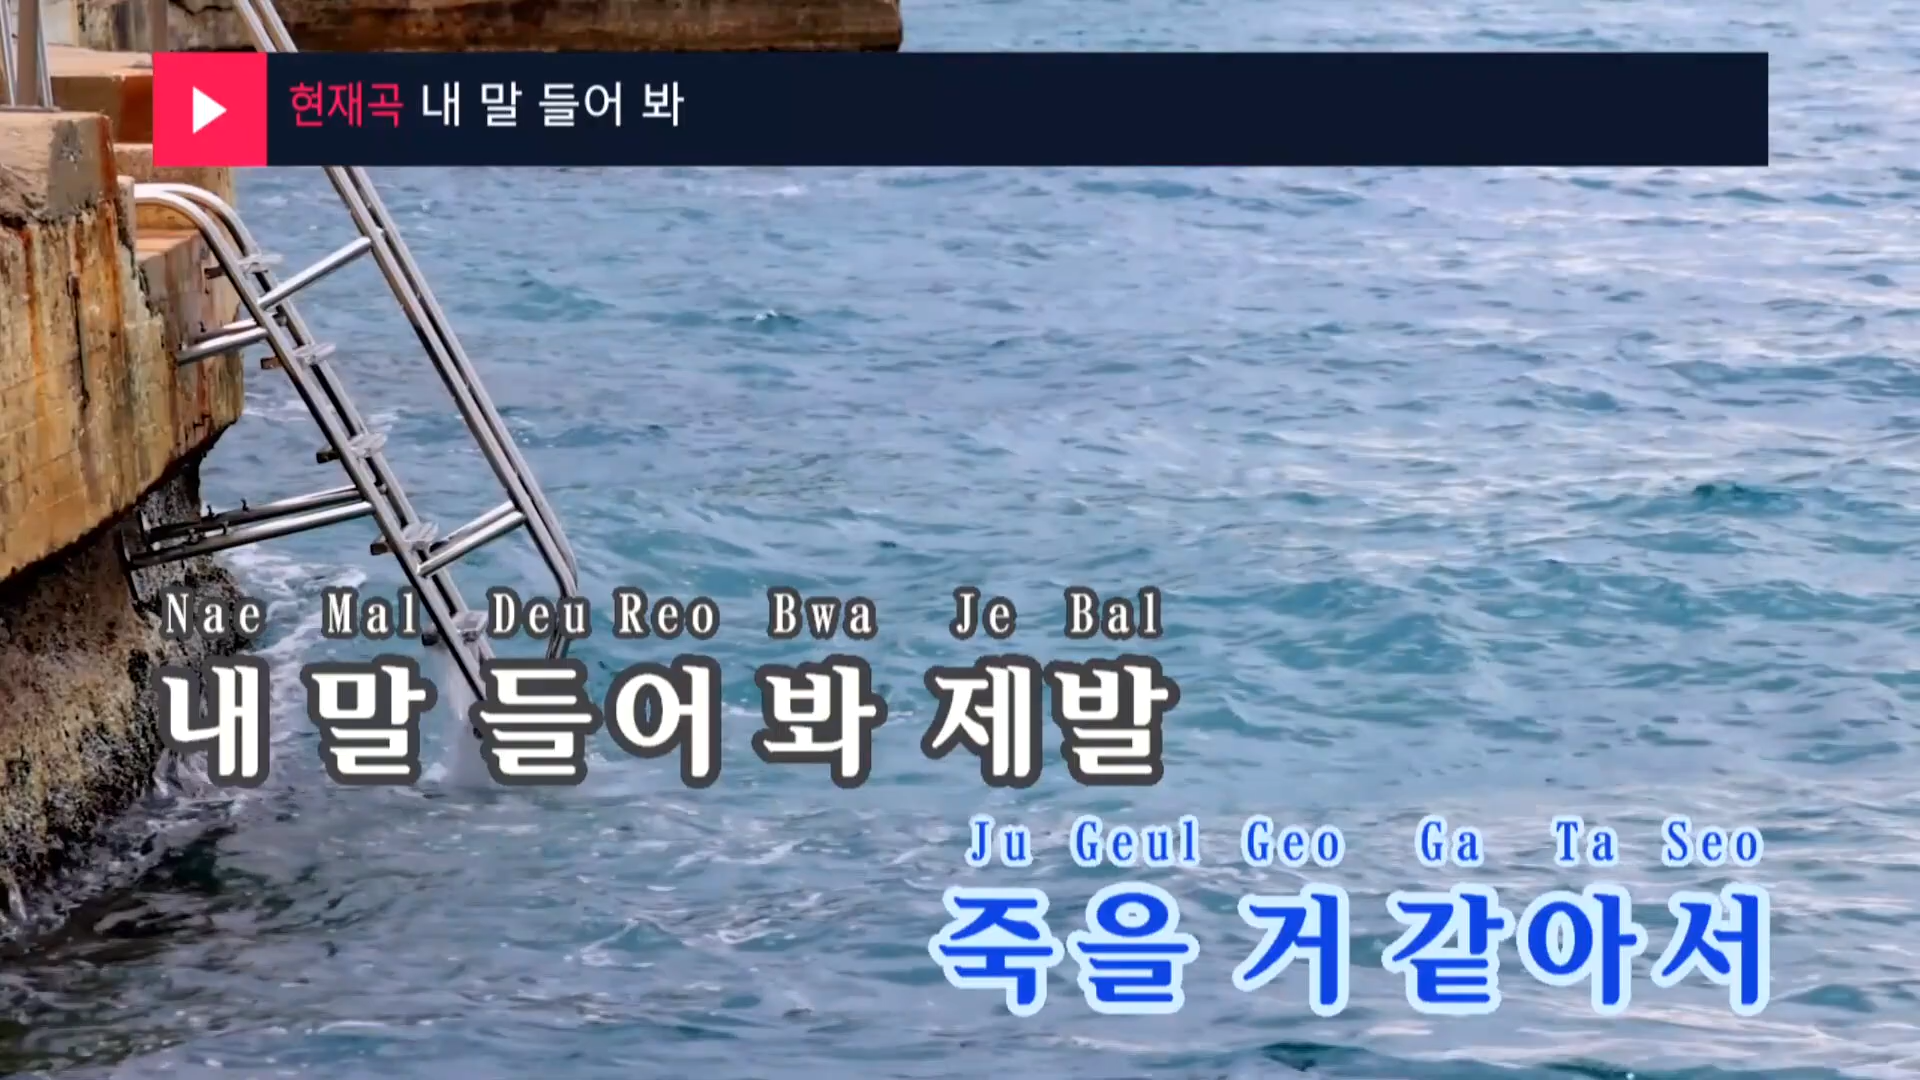 현재곡 내 말 들어 봐
Nae Mal Deu Reo Bwa Je Bal
내 말 들어 봐 제발
Ju Geul Geo Ga Ta Seo
죽을 거 같아서